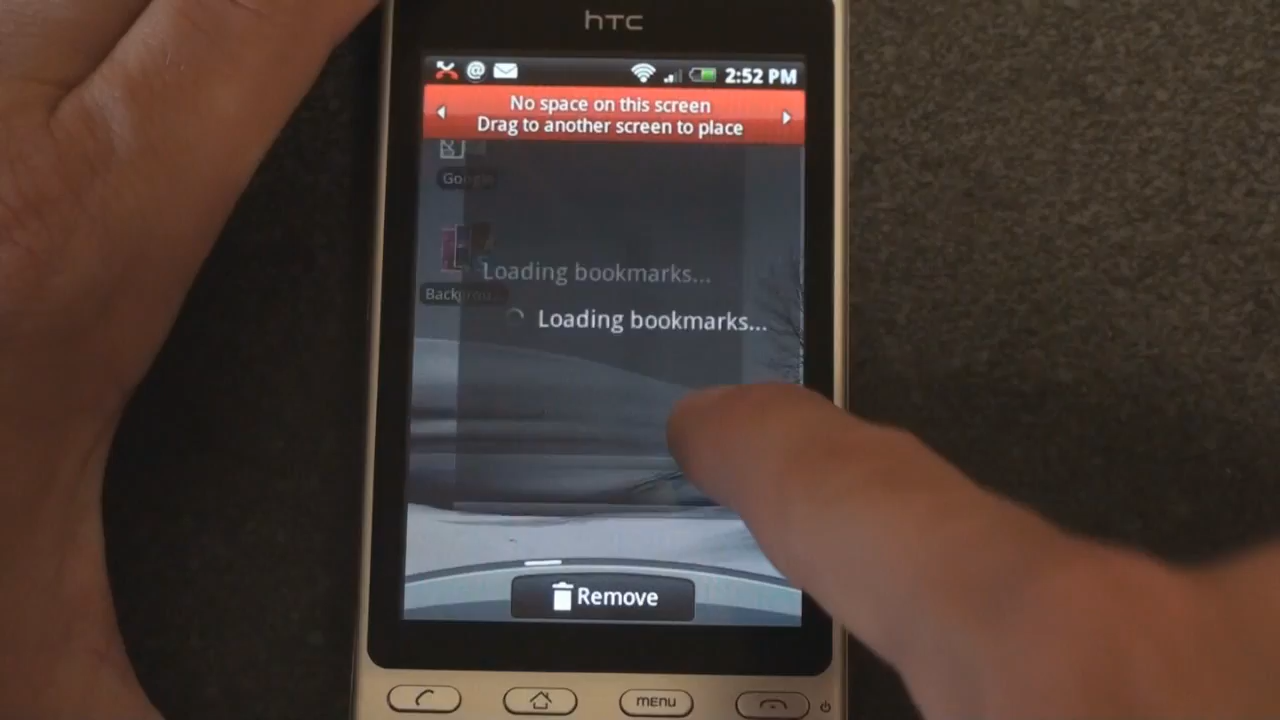 hTC
2:52 PM
No space on this screen
Drag to another screen to place
Google
Loading bookmarks...
Loading bookmarks...
Remove
MENU